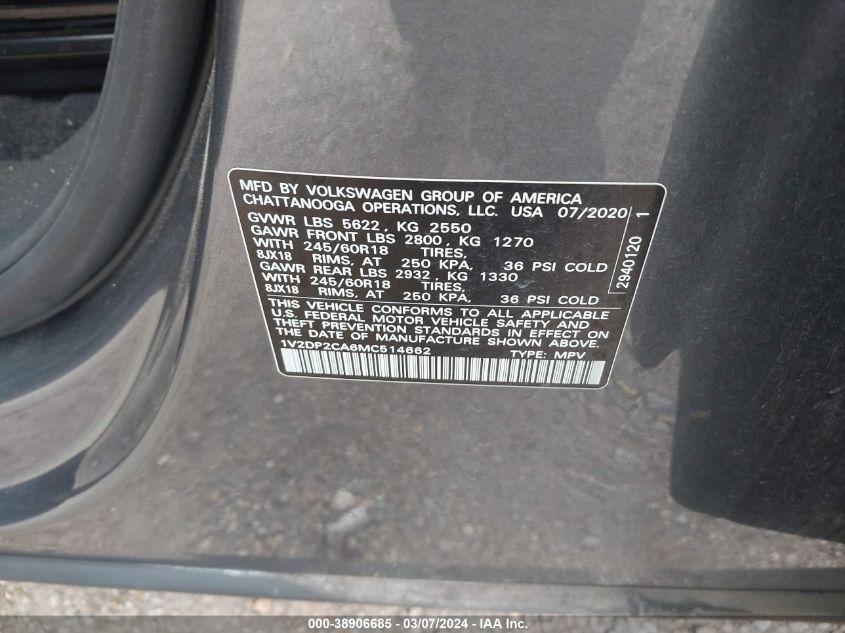 MFD BY VOLKSWAGEN GROUP OF AMERICA
CHATTANOOGA OPERATIONS, LLC. USA 07/2020
GVWR LBS 5622, KG 2550
GAWR FRONT LBS 2800, KG 1270
WITH 245/60R18 TIRES,
8JX18 RIMS, AT 250 KPA, 36 PSI COLD
GAWR REAR LBS 2932, KG 1330
WITH 245/60R18 TIRES,
8JX18 RIMS, AT 250 KPA, 36 PSI COLD
THIS VEHICLE CONFORMS TO ALL APPLICABLE
U.S. FEDERAL MOTOR VEHICLE SAFETY AND
THEFT PREVENTION STANDARDS IN EFFECT ON
THE DATE OF MANUFACTURE SHOWN ABOVE.
1V2DP2CA6MC514662 TYPE: MPV
2940120 1
000-38906685 - 03/07/2024 - IAAI Inc.